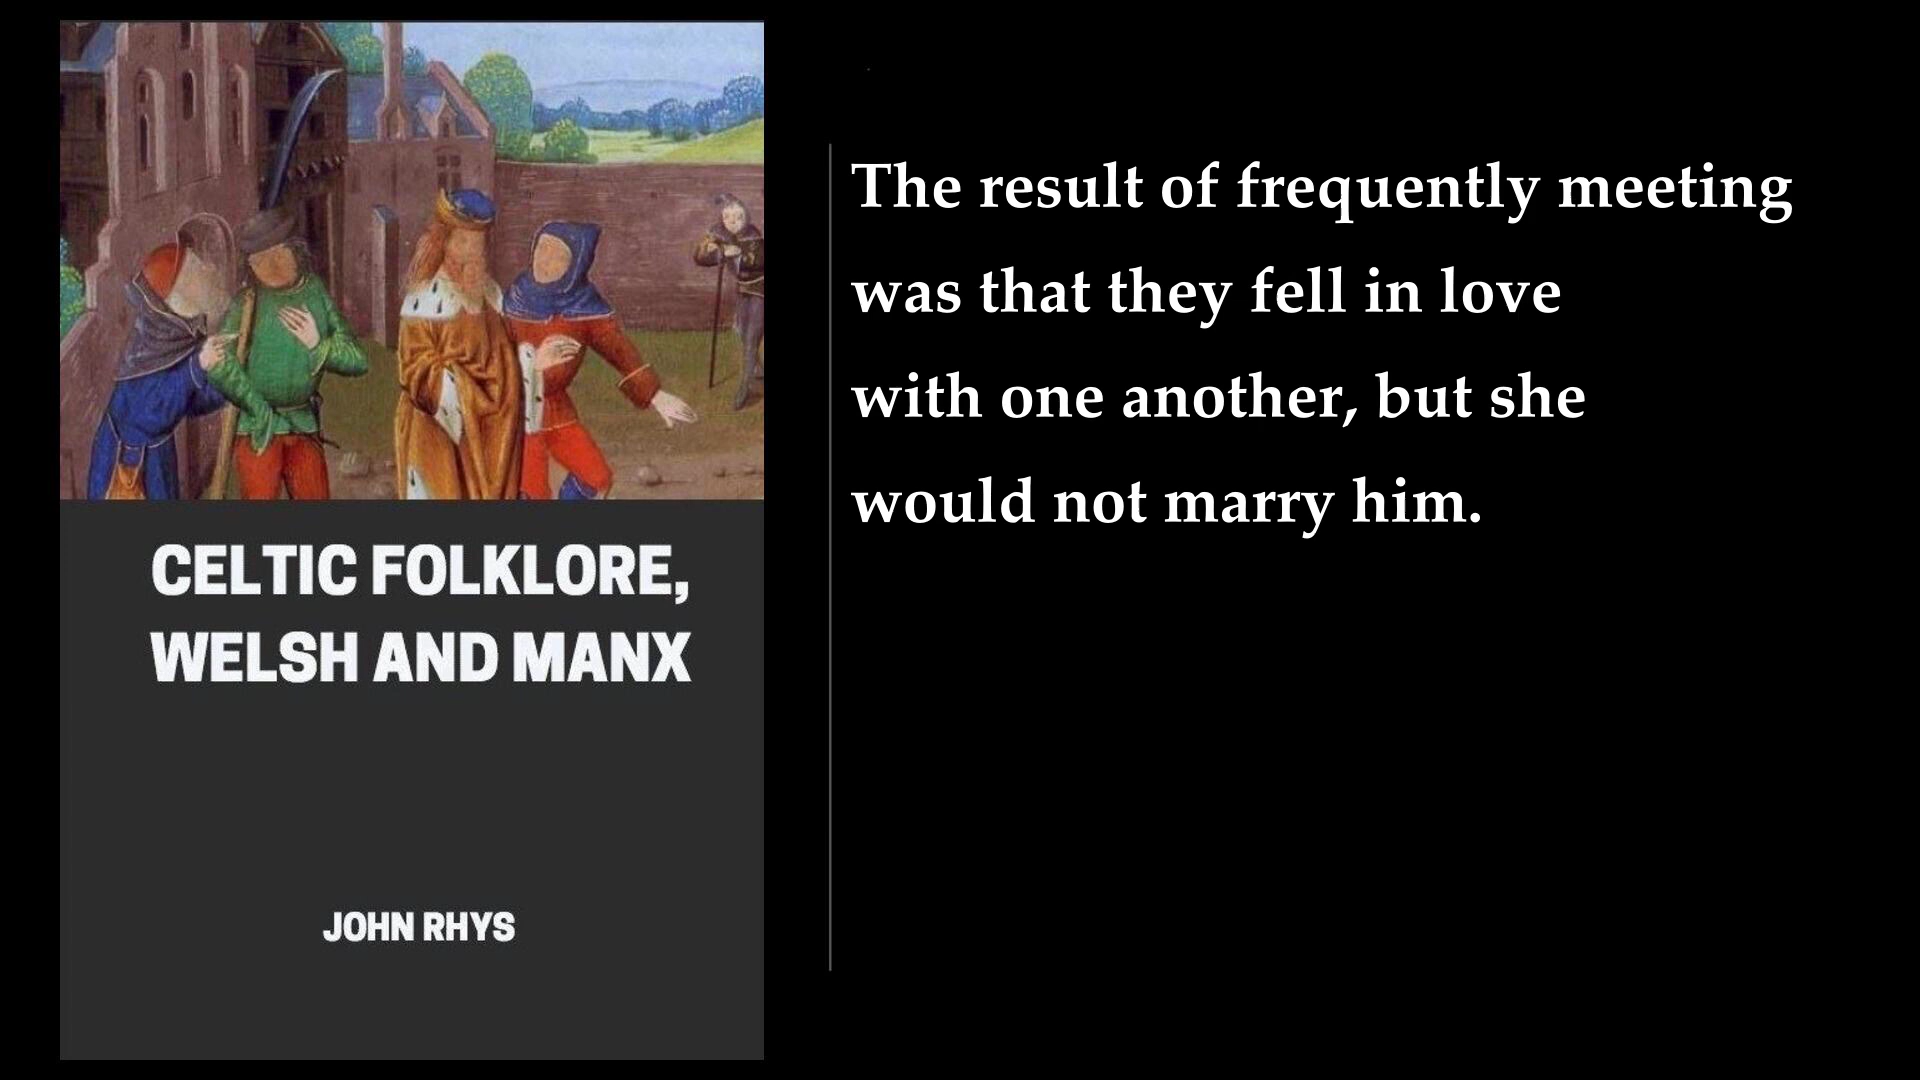 CELTIC FOLKLORE,
WELSH AND MANX
JOHN RHYS
The result of frequently meeting
was that they fell in love
with one another, but she
would not marry him.